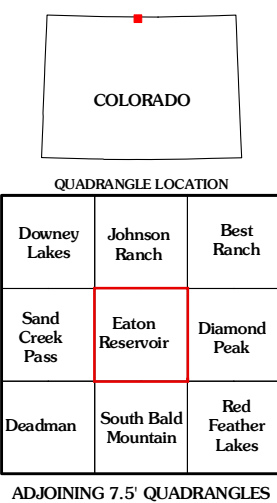 COLORADO
QUADRANGLE LOCATION
Downey
Lakes
Johnson
Ranch
Best
Ranch
Sand
Creek
Pass
Eaton
Reservoir
Diamond
Peak
Deadman
South Bald
Mountain
Red
Feather
Lakes
ADJOINING 7.5' QUADRANGLES